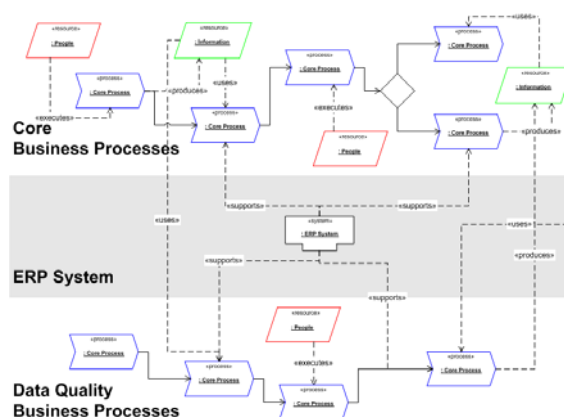 «resource»
: People
«resource»
: Information
«process»
: Core Process
«uses»
«process»
: Core Process
«resource»
: Information
«process»
: Core Process
«produces»
«uses»
«executes»
«process»
: Core Process
«executes»
«process»
: Core Process
«produces»
Core
Business Processes
«resource»
: People
«supports»
«supports»
«uses»
«system»
: ERP System
«uses»
«supports»
«produces»
ERP System
«supports»
«resource»
: People
«process»
: Core Process
«executes»
«process»
: Core Process
«process»
: Core Process
«process»
: Core Process
Data Quality
Business Processes